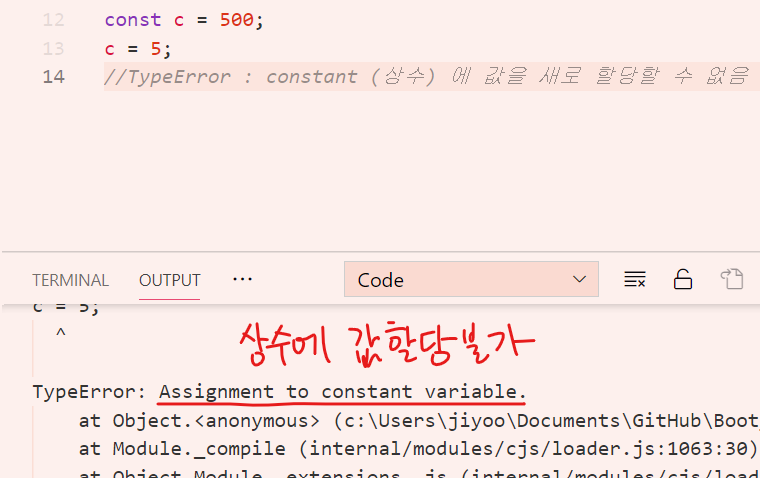 12 const c = 500;
13 c = 5;
14 //TypeError : constant (상수) 에 값을 새로 할당할 수 없음
TERMINAL OUTPUT ··· Code
c = 5;
^
상수에 값할당불가
TypeError: Assignment to constant variable.
at Object.<anonymous> (c:\Users\jiyoo\Documents\GitHub\Boot
at Module._compile (internal/modules/cjs/loader.js:1063:30)
at Object.Module._extensions..js (internal/modules/cjs/load